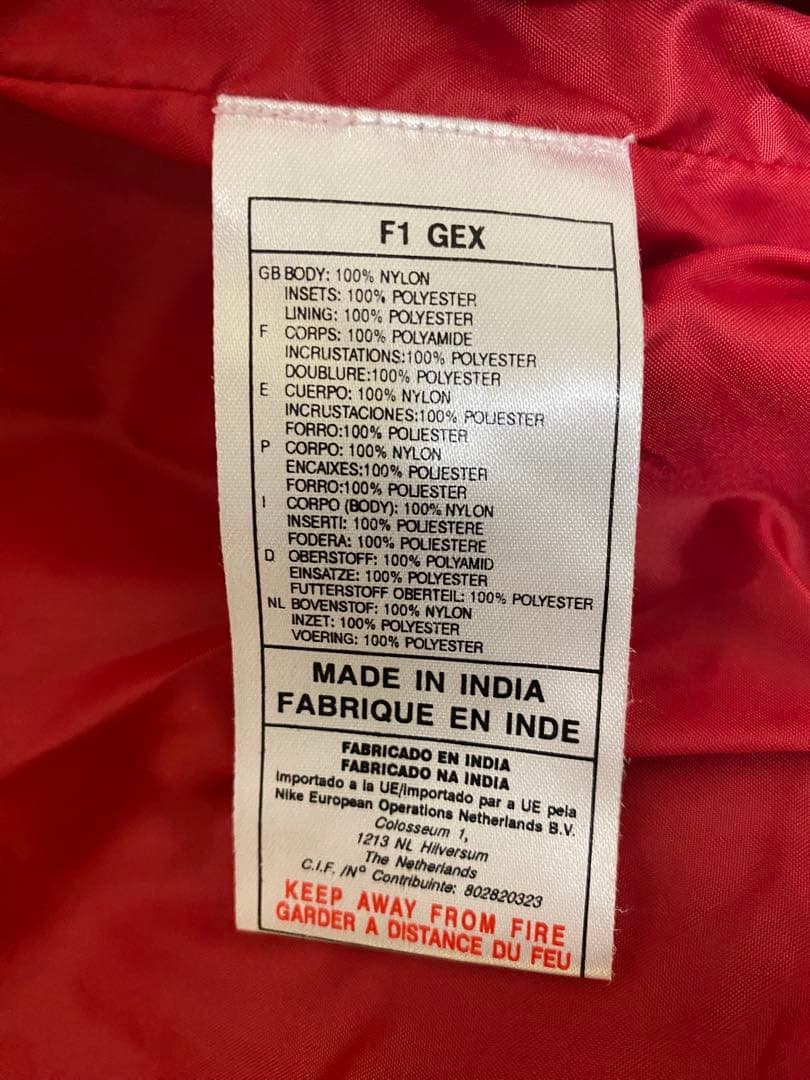 F1 GEX
GB BODY: 100% NYLON
INSETS: 100% POLYESTER
LINING: 100% POLYESTER
F CORPS: 100% POLYAMIDE
INCRUSTATIONS:100% POLYESTER
DOUBLURE:100% POLYESTER
E CUERPO: 100% NYLON
INCRUSTACIONES:100% POLIESTER
FORRO:100% POLIESTER
P CORPO: 100% NYLON
ENCAIXES:100% POLIESTER
FORRO:100% POLIESTER
I CORPO (BODY): 100% NYLON
INSERTI: 100% POLIESTERE
FODERA: 100% POLIESTERE
D OBERSTOFF: 100% POLYAMID
EINSATZE: 100% POLYESTER
FUTTERSTOFF OBERTEIL: 100% POLYESTER
NL BOVENSTOF: 100% NYLON
INZET: 100% POLYESTER
VOERING: 100% POLYESTER
MADE IN INDIA
FABRIQUE EN INDE
FABRICADO EN INDIA
FABRICADO NA INDIA
Importado a la UE/Importado par a UE pela
Nike European Operations Netherlands B.V.
Colosseum 1,
1213 NL Hilversum
The Netherlands
C.I.F. /Nº Contribuinte: 802820323
KEEP AWAY FROM FIRE
GARDER A DISTANCE DU FEU